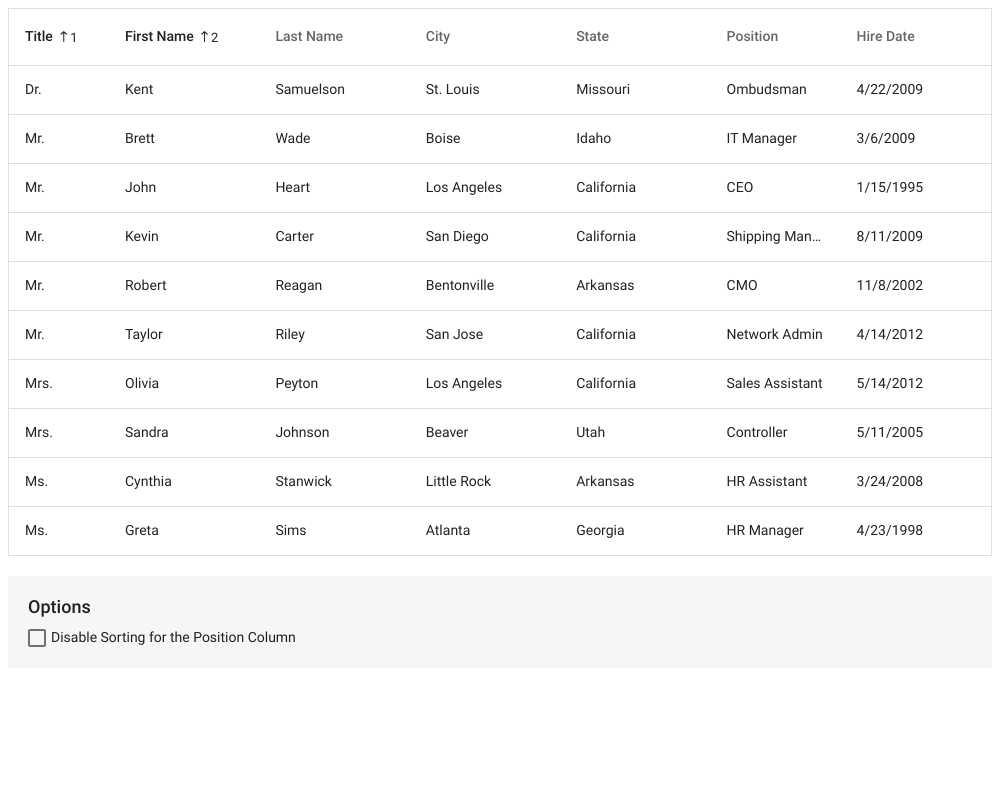 Title ↑1 First Name ↑2 Last Name City State Position Hire Date
Dr. Kent Samuelson St. Louis Missouri Ombudsman 4/22/2009
Mr. Brett Wade Boise Idaho IT Manager 3/6/2009
Mr. John Heart Los Angeles California CEO 1/15/1995
Mr. Kevin Carter San Diego California Shipping Man... 8/11/2009
Mr. Robert Reagan Bentonville Arkansas CMO 11/8/2002
Mr. Taylor Riley San Jose California Network Admin 4/14/2012
Mrs. Olivia Peyton Los Angeles California Sales Assistant 5/14/2012
Mrs. Sandra Johnson Beaver Utah Controller 5/11/2005
Ms. Cynthia Stanwick Little Rock Arkansas HR Assistant 3/24/2008
Ms. Greta Sims Atlanta Georgia HR Manager 4/23/1998
Options
Disable Sorting for the Position Column